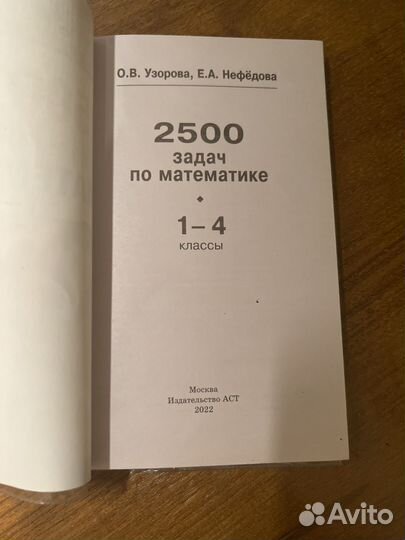 О.В. Узорова, Е.А. Нефёдова
2500
задач
по математике
1–4
классы
Москва
Издательство АСТ
2022
Avito